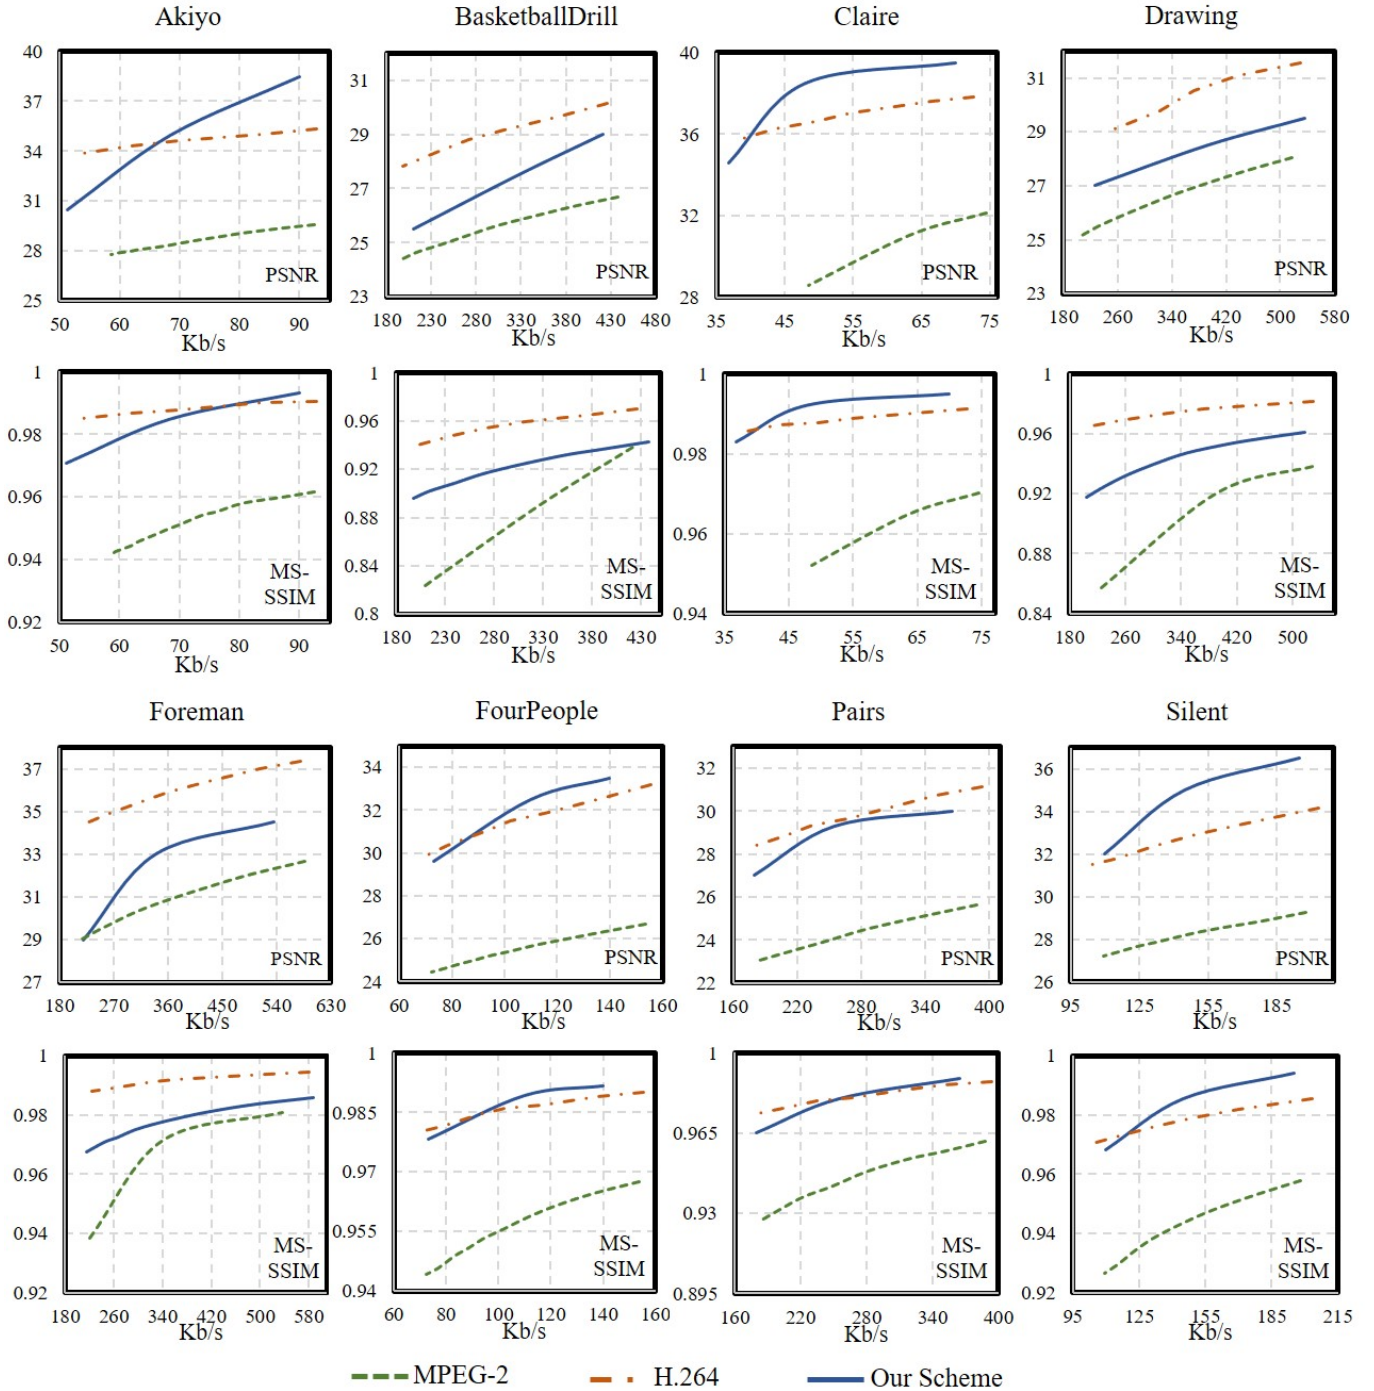 Akiyo BasketballDrill Claire Drawing
40
37
34
31
28
25
PSNR
50 60 70 80 90
Kb/s
31
29
27
25
23
PSNR
180 230 280 330 380 430 480
Kb/s
40
36
32
28
PSNR
35 45 55 65 75
Kb/s
31
29
27
25
23
PSNR
180 260 340 420 500 580
Kb/s
1
0.98
0.96
0.94
0.92
MS-
SSIM
50 60 70 80 90
Kb/s
1
0.96
0.92
0.88
0.84
0.8
MS-
SSIM
180 230 280 330 380 430
Kb/s
1
0.98
0.96
0.94
MS-
SSIM
35 45 55 65 75
Kb/s
1
0.96
0.92
0.88
0.84
MS-
SSIM
180 260 340 420 500
Kb/s
Foreman FourPeople Pairs Silent
37
35
33
31
29
27
PSNR
180 270 360 450 540 630
Kb/s
34
32
30
28
26
24
PSNR
60 80 100 120 140 160
Kb/s
32
30
28
26
24
22
PSNR
160 220 280 340 400
Kb/s
36
34
32
30
28
26
PSNR
95 125 155 185
Kb/s
1
0.98
0.96
0.94
0.92
MS-
SSIM
180 260 340 420 500 580
Kb/s
1
0.985
0.97
0.955
0.94
MS-
SSIM
60 80 100 120 140 160
Kb/s
1
0.965
0.93
0.895
MS-
SSIM
160 220 280 340 400
Kb/s
1
0.98
0.96
0.94
0.92
MS-
SSIM
95 125 155 185 215
Kb/s
MPEG-2 H.264 Our Scheme